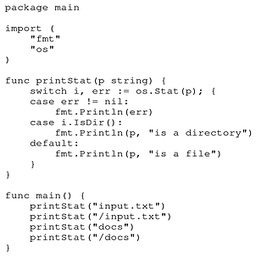 package main

import (
    "fmt"
    "os"
)

func printStat(p string) {
    switch i, err := os.Stat(p); {
    case err != nil:
        fmt.Println(err)
    case i.IsDir():
        fmt.Println(p, "is a directory")
    default:
        fmt.Println(p, "is a file")
    }
}

func main() {
    printStat("input.txt")
    printStat("/input.txt")
    printStat("docs")
    printStat("/docs")
}